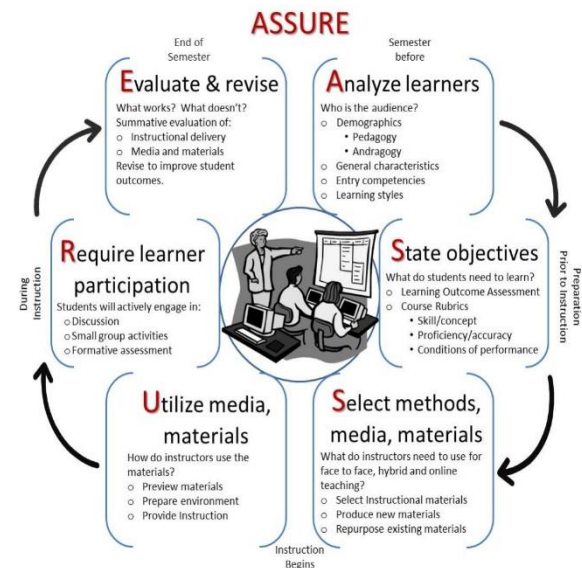 ASSURE
End of
Semester
Semester
before
Evaluate & revise
What works? What doesn't?
Summative evaluation of:
o Instructional delivery
o Media and materials
Revise to improve student
outcomes.
Analyze learners
Who is the audience?
o Demographics
• Pedagogy
• Andragogy
o General characteristics
o Entry competencies
o Learning styles
Require learner
participation
Students will actively engage in:
o Discussion
o Small group activities
o Formative assessment
State objectives
What do students need to learn?
o Learning Outcome Assessment
o Course Rubrics
• Skill/concept
• Proficiency/accuracy
• Conditions of performance
During
Instruction
Preparation
Prior to Instruction
Utilize media,
materials
How do instructors use the
materials?
o Preview materials
o Prepare environment
o Provide Instruction
Select methods,
media, materials
What do instructors need to use for
face to face, hybrid and online
teaching?
o Select Instructional materials
o Produce new materials
o Repurpose existing materials
Instruction
Begins